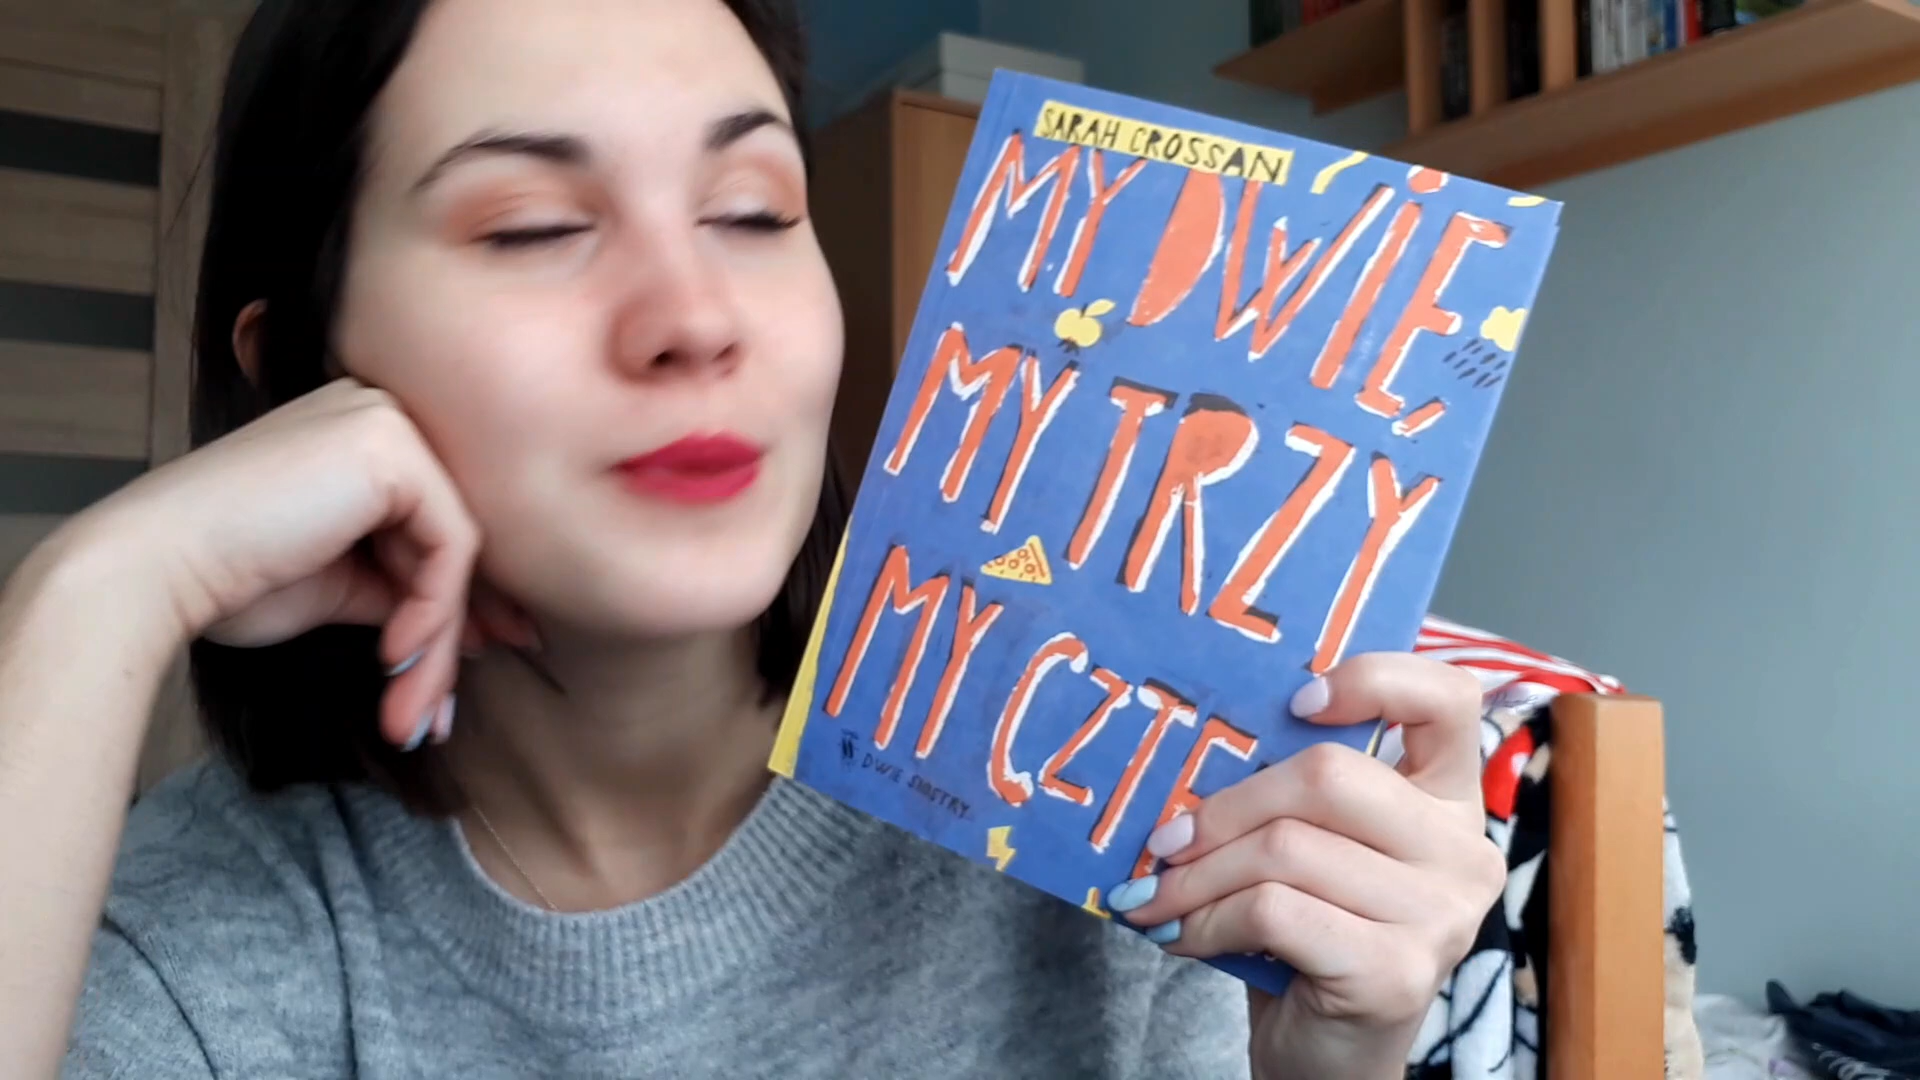 SARAH CROSSAN
MY DWIE,
MY TRZY
MY CZTE
DWIE SIOSTRY